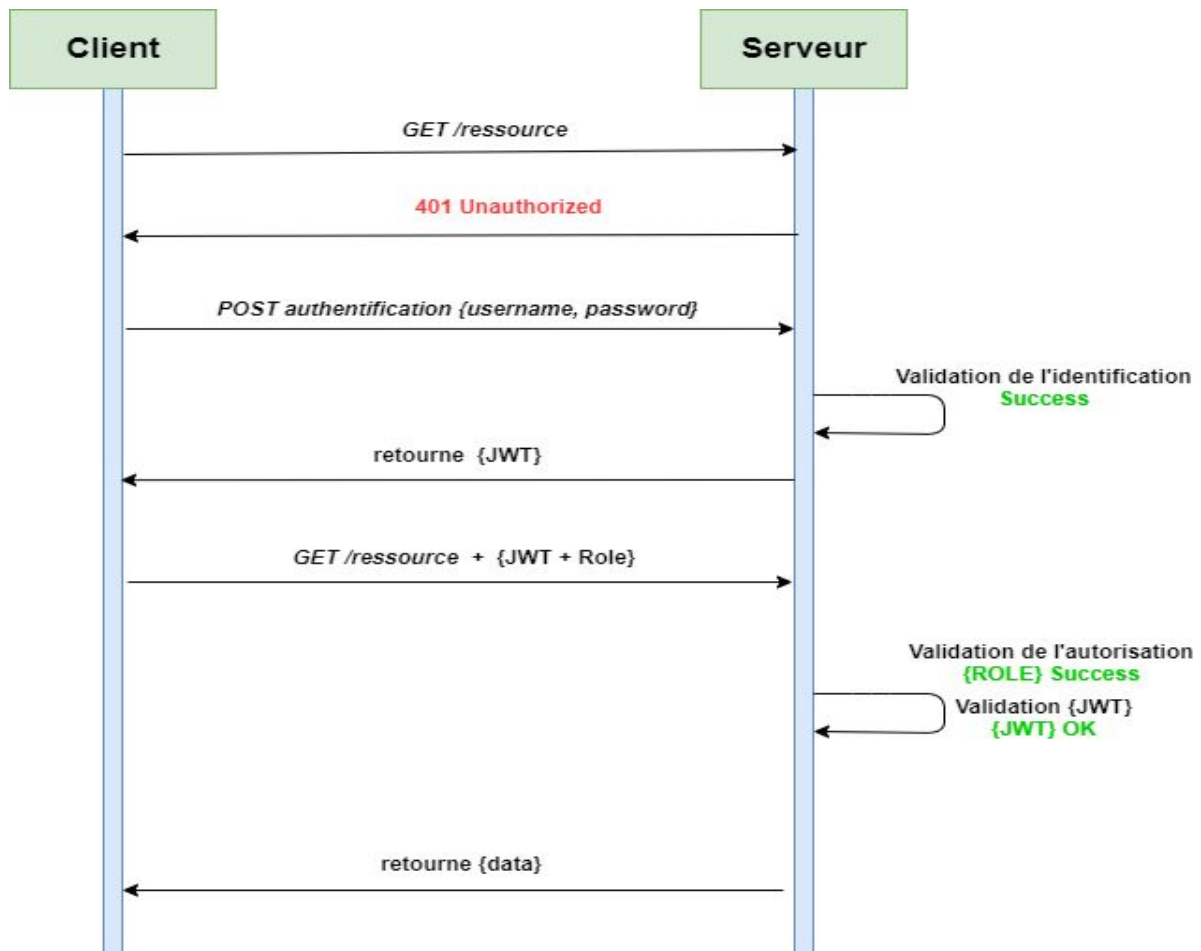 Client
Serveur
GET /ressource
401 Unauthorized
POST authentification {username, password}
Validation de l'identification
Success
retourne {JWT}
GET /ressource + {JWT + Role}
Validation de l'autorisation
{ROLE} Success
Validation {JWT}
{JWT} OK
retourne {data}